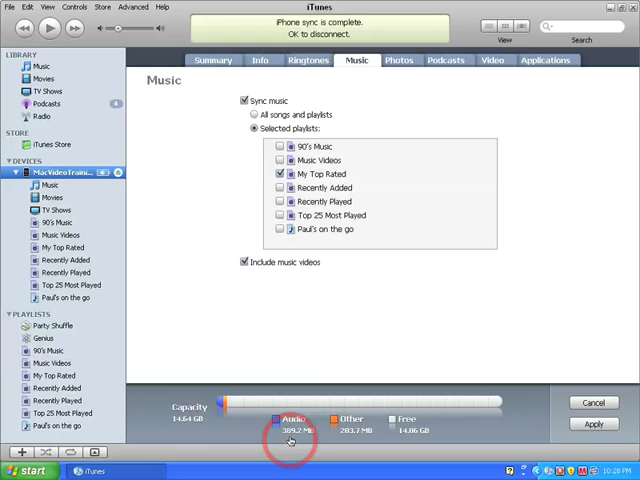 File Edit View Controls Store Advanced Help
iTunes
iPhone sync is complete.
OK to disconnect.
View
Search
LIBRARY
Music
Movies
TV Shows
Podcasts 4
Radio
STORE
iTunes Store
DEVICES
MacVideoTraini...
Music
Movies
TV Shows
90's Music
Music Videos
My Top Rated
Recently Added
Recently Played
Top 25 Most Played
Paul's on the go
PLAYLISTS
Party Shuffle
Genius
90's Music
Music Videos
My Top Rated
Recently Added
Recently Played
Top 25 Most Played
Paul's on the go
Summary Info Ringtones Music Photos Podcasts Video Applications
Music
Sync music
All songs and playlists
Selected playlists:
90's Music
Music Videos
My Top Rated
Recently Added
Recently Played
Top 25 Most Played
Paul's on the go
Include music videos
Capacity
14.64 GB
Audio
389.2 MB
Other
203.7 MB
Free
14.06 GB
Cancel
Apply
start
iTunes
10:28 PM